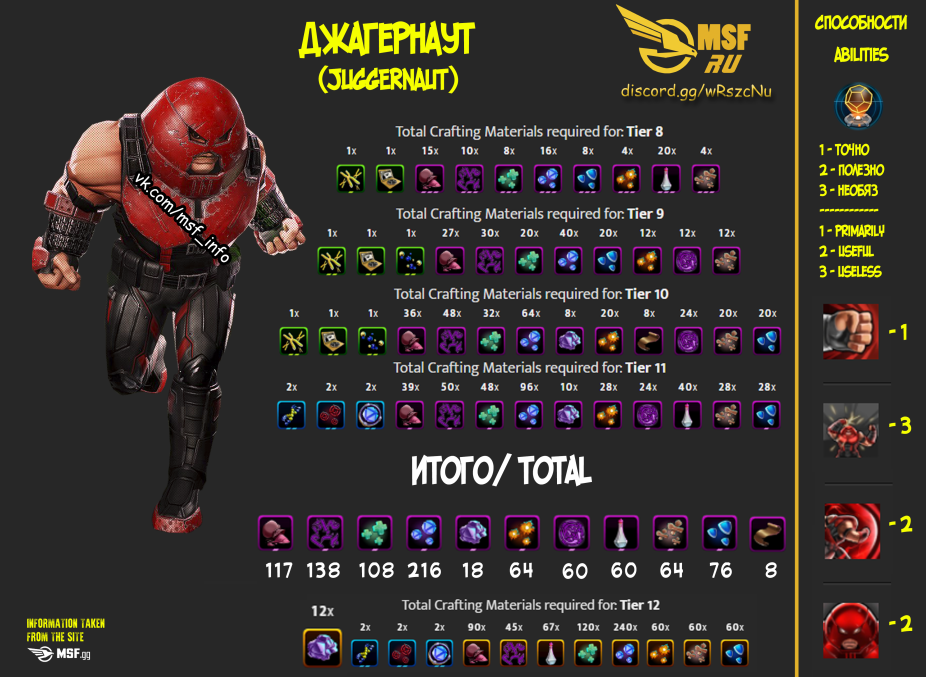 ДЖАГЕРНАУТ
(JUGGERNAUT)
MSF
RU
discord.gg/wRszcNu
vk.com/msf_info
Total Crafting Materials required for: Tier 8
1x 1x 15x 10x 8x 16x 8x 4x 20x 4x
Total Crafting Materials required for: Tier 9
1x 1x 1x 27x 30x 20x 40x 20x 12x 12x 12x
Total Crafting Materials required for: Tier 10
1x 1x 1x 36x 48x 32x 64x 8x 20x 8x 24x 20x 20x
Total Crafting Materials required for: Tier 11
2x 2x 2x 39x 50x 48x 96x 10x 28x 24x 40x 28x 28x
ИТОГО/ TOTAL
117 138 108 216 18 64 60 60 64 76 8
Total Crafting Materials required for: Tier 12
12x 2x 2x 2x 90x 45x 67x 120x 240x 60x 60x 60x
INFORMATION TAKEN
FROM THE SITE
MSF.gg
СПОСОБНОСТИ
ABILITIES
1 - ТОЧНО
2 - ПОЛЕЗНО
3 - НЕОБЯЗ
------------
1 - PRIMARILY
2 - USEFUL
3 - USELESS
-1
-3
-2
-2